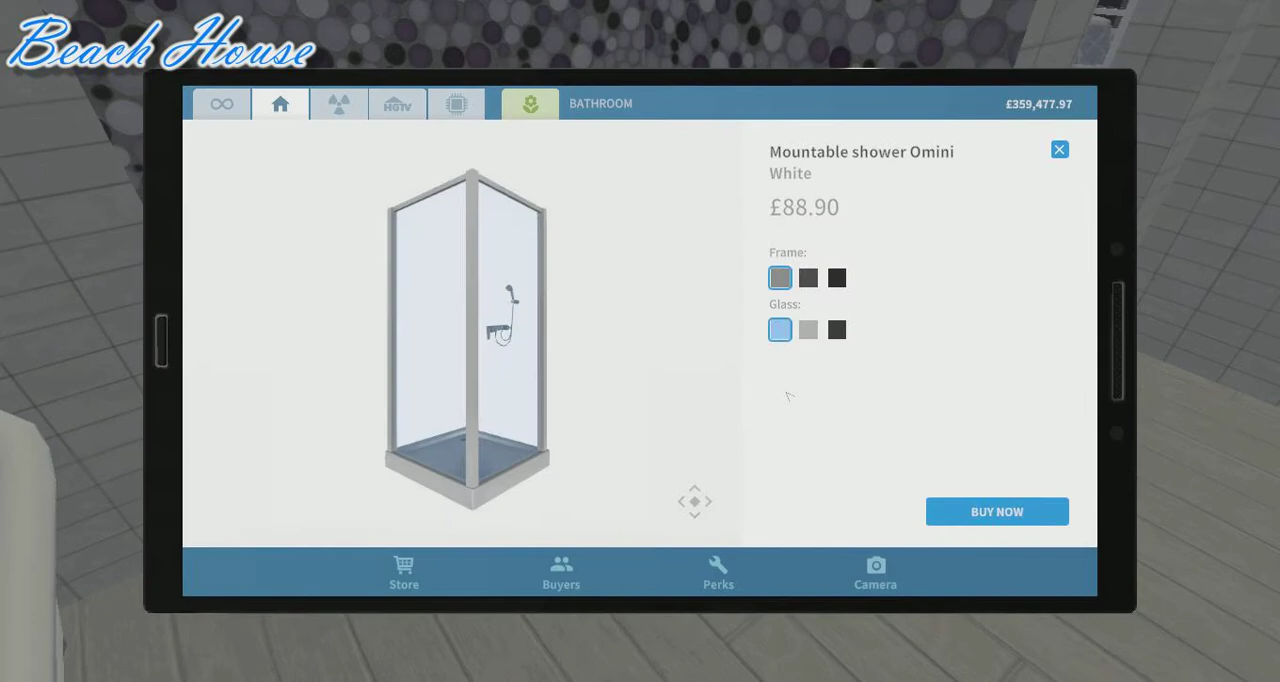 Beach House
HGTV
BATHROOM
£359,477.97
Mountable shower Omini
White
£88.90
Frame:
Glass:
BUY NOW
Store
Buyers
Perks
Camera